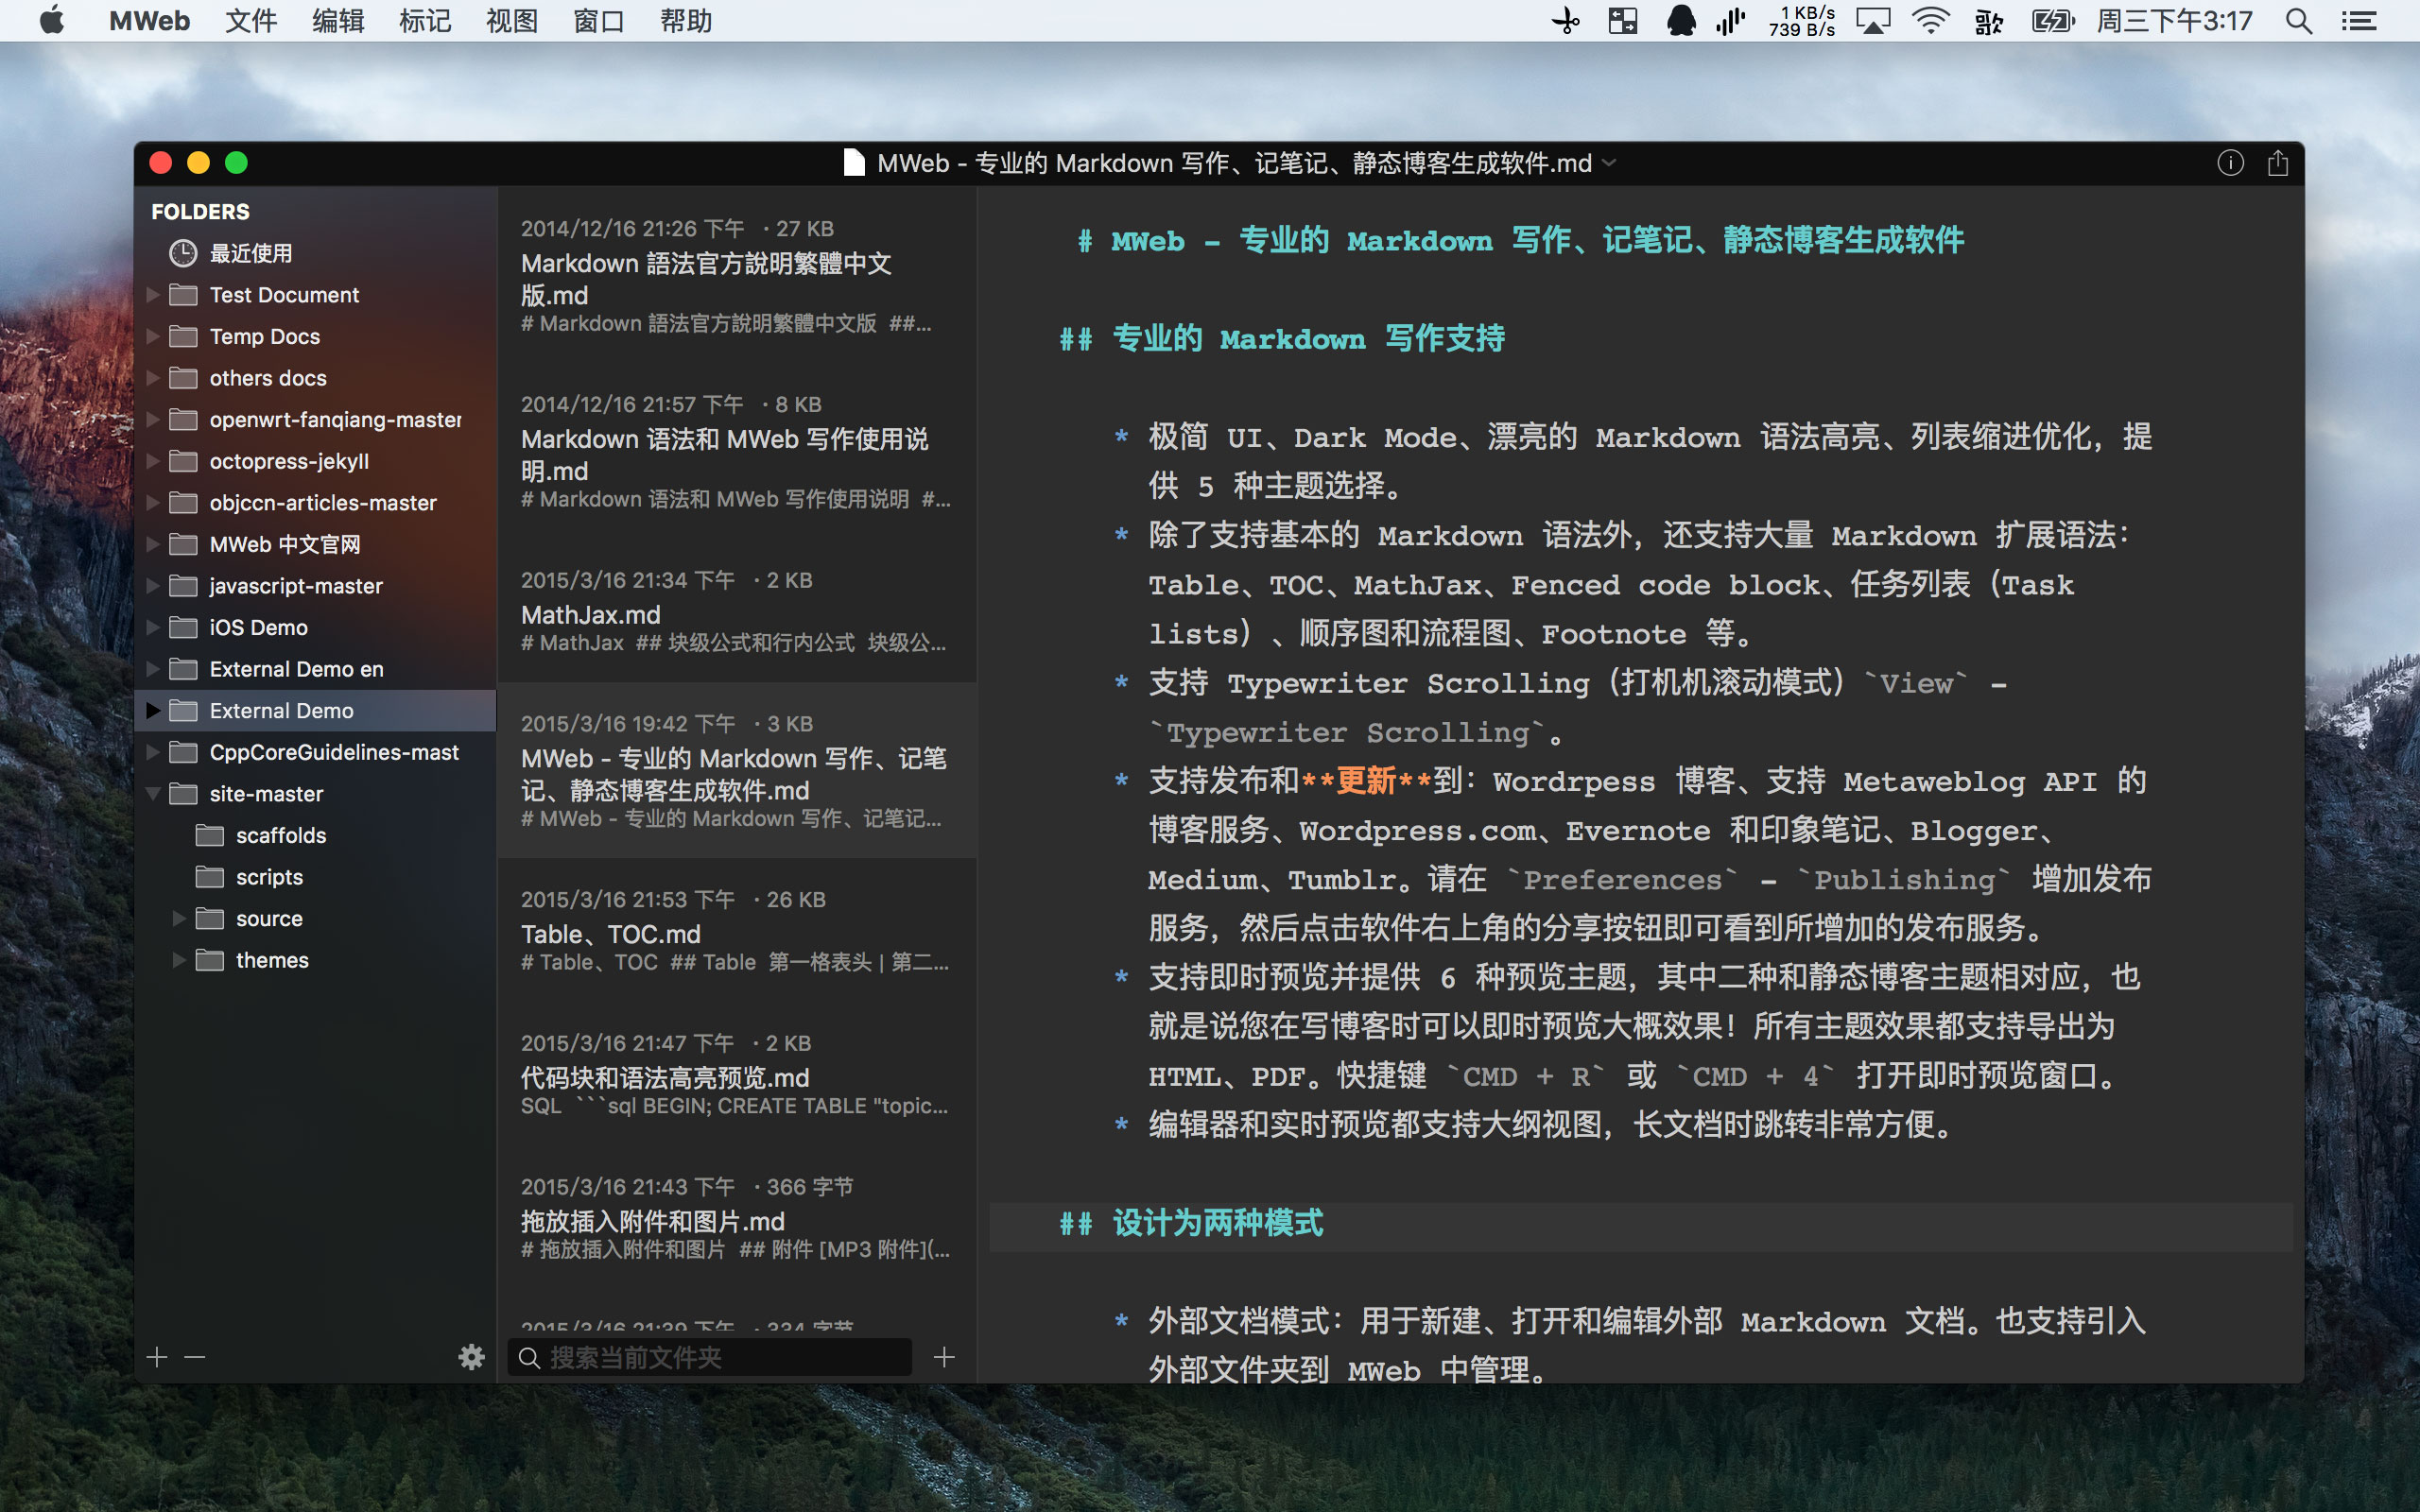 MWeb 文件 编辑 标记 视图 窗口 帮助
1 KB/s
739 B/s
歌
周三下午3:17
MWeb - 专业的 Markdown 写作、记笔记、静态博客生成软件.md
FOLDERS
最近使用
Test Document
Temp Docs
others docs
openwrt-fanqiang-master
octopress-jekyll
objccn-articles-master
MWeb 中文官网
javascript-master
iOS Demo
External Demo en
External Demo
CppCoreGuidelines-mast
site-master
scaffolds
scripts
source
themes
2014/12/16 21:26 下午 · 27 KB
Markdown 語法官方說明繁體中文
版.md
# Markdown 語法官方說明繁體中文版 ##...
2014/12/16 21:57 下午 · 8 KB
Markdown 语法和 MWeb 写作使用说
明.md
# Markdown 语法和 MWeb 写作使用说明 #...
2015/3/16 21:34 下午 · 2 KB
MathJax.md
# MathJax ## 块级公式和行内公式 块级公...
2015/3/16 19:42 下午 · 3 KB
MWeb - 专业的 Markdown 写作、记笔
记、静态博客生成软件.md
# MWeb - 专业的 Markdown 写作、记笔记...
2015/3/16 21:53 下午 · 26 KB
Table、TOC.md
# Table、TOC ## Table 第一格表头 | 第二...
2015/3/16 21:47 下午 · 2 KB
代码块和语法高亮预览.md
SQL ```sql BEGIN; CREATE TABLE "topic...
2015/3/16 21:43 下午 · 366 字节
拖放插入附件和图片.md
# 拖放插入附件和图片 ## 附件 [MP3 附件](...
2015/3/16 21:39 下午 · 334 字节
搜索当前文件夹
# MWeb - 专业的 Markdown 写作、记笔记、静态博客生成软件
## 专业的 Markdown 写作支持
* 极简 UI、Dark Mode、漂亮的 Markdown 语法高亮、列表缩进优化，提
供 5 种主题选择。
* 除了支持基本的 Markdown 语法外，还支持大量 Markdown 扩展语法：
Table、TOC、MathJax、Fenced code block、任务列表（Task
lists）、顺序图和流程图、Footnote 等。
* 支持 Typewriter Scrolling（打机机滚动模式）`View` -
`Typewriter Scrolling`。
* 支持发布和**更新**到：Wordrpess 博客、支持 Metaweblog API 的
博客服务、Wordpress.com、Evernote 和印象笔记、Blogger、
Medium、Tumblr。请在 `Preferences` - `Publishing` 增加发布
服务，然后点击软件右上角的分享按钮即可看到所增加的发布服务。
* 支持即时预览并提供 6 种预览主题，其中二种和静态博客主题相对应，也
就是说您在写博客时可以即时预览大概效果！所有主题效果都支持导出为
HTML、PDF。快捷键 `CMD + R` 或 `CMD + 4` 打开即时预览窗口。
* 编辑器和实时预览都支持大纲视图，长文档时跳转非常方便。
## 设计为两种模式
* 外部文档模式：用于新建、打开和编辑外部 Markdown 文档。也支持引入
外部文件夹到 MWeb 中管理。